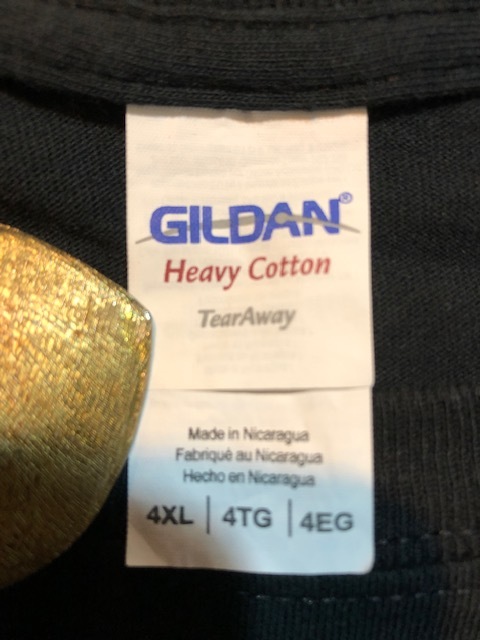 GILDAN®
Heavy Cotton
TearAway
Made in Nicaragua
Fabriqué au Nicaragua
Hecho en Nicaragua
4XL | 4TG | 4EG